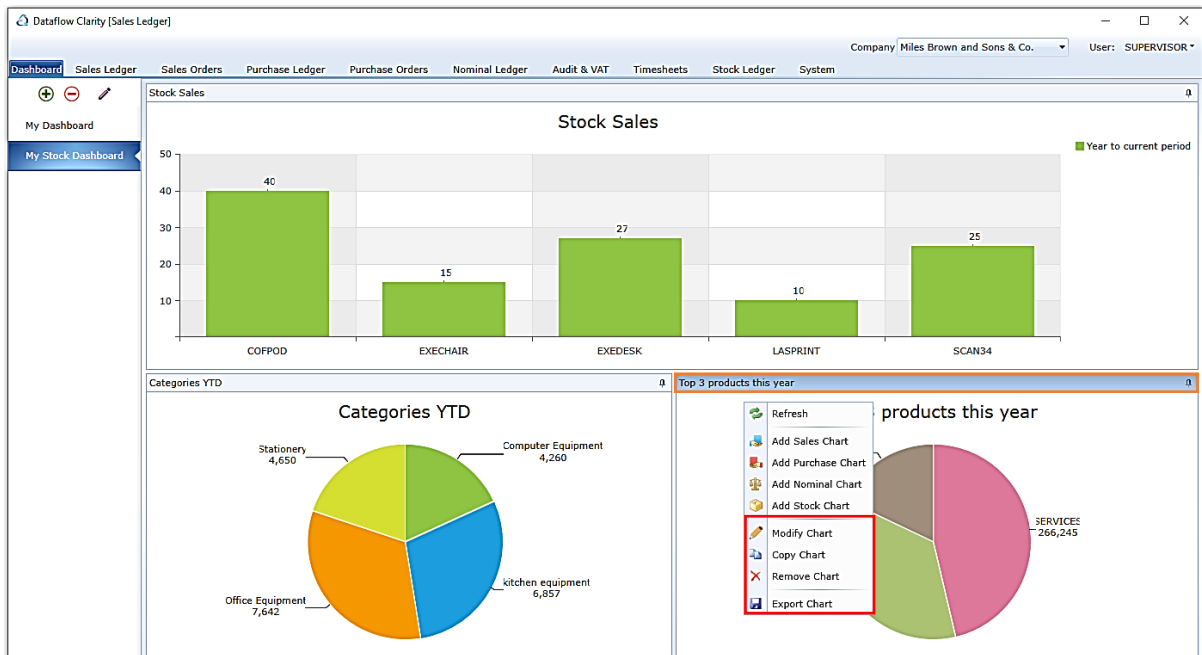 Dataflow Clarity [Sales Ledger]
Company Miles Brown and Sons & Co. User: SUPERVISOR
Dashboard Sales Ledger Sales Orders Purchase Ledger Purchase Orders Nominal Ledger Audit & VAT Timesheets Stock Ledger System
My Dashboard
My Stock Dashboard
Stock Sales
Stock Sales
Year to current period
50
40
30
20
10
40
15
27
10
25
COFPOD EXECHAIR EXEDESK LASPRINT SCAN34
Categories YTD
Categories YTD
Stationery
4,650
Computer Equipment
4,260
kitchen equipment
6,857
Office Equipment
7,642
Top 3 products this year
products this year
SERVICES
266,245
Refresh
Add Sales Chart
Add Purchase Chart
Add Nominal Chart
Add Stock Chart
Modify Chart
Copy Chart
Remove Chart
Export Chart